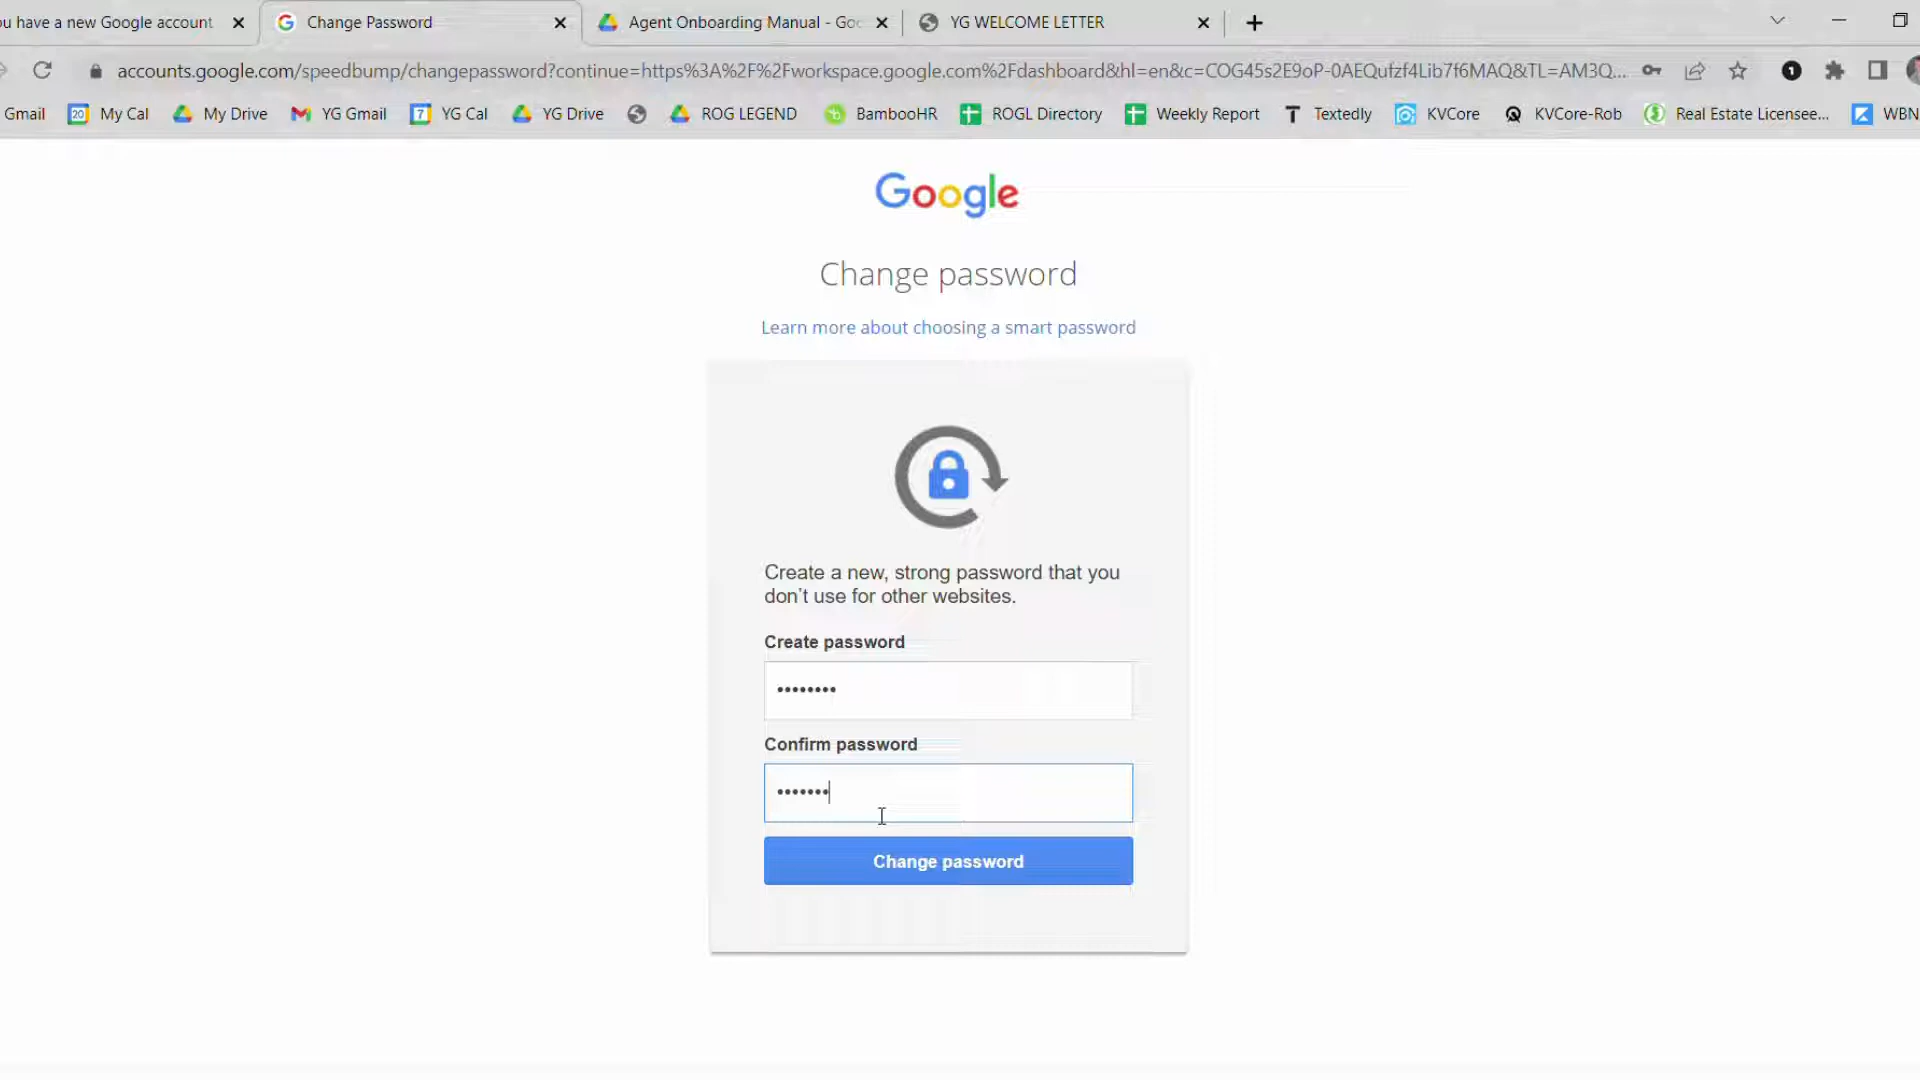 ou have a new Google account
Change Password
Agent Onboarding Manual - Goo
YG WELCOME LETTER
accounts.google.com/speedbump/changepassword?continue=https%3A%2F%2Fworkspace.google.com%2Fdashboard&hl=en&c=COG45s2E9oP-0AEQufzf4Lib7f6MAQ&TL=AM3Q...
Gmail
20 My Cal
My Drive
YG Gmail
7 YG Cal
YG Drive
ROG LEGEND
BambooHR
ROGL Directory
Weekly Report
T Textedly
KVCore
KVCore-Rob
Real Estate Licensee...
WBN
Google
Change password
Learn more about choosing a smart password
Create a new, strong password that you
don't use for other websites.
Create password
••••••••
Confirm password
•••••••
Change password